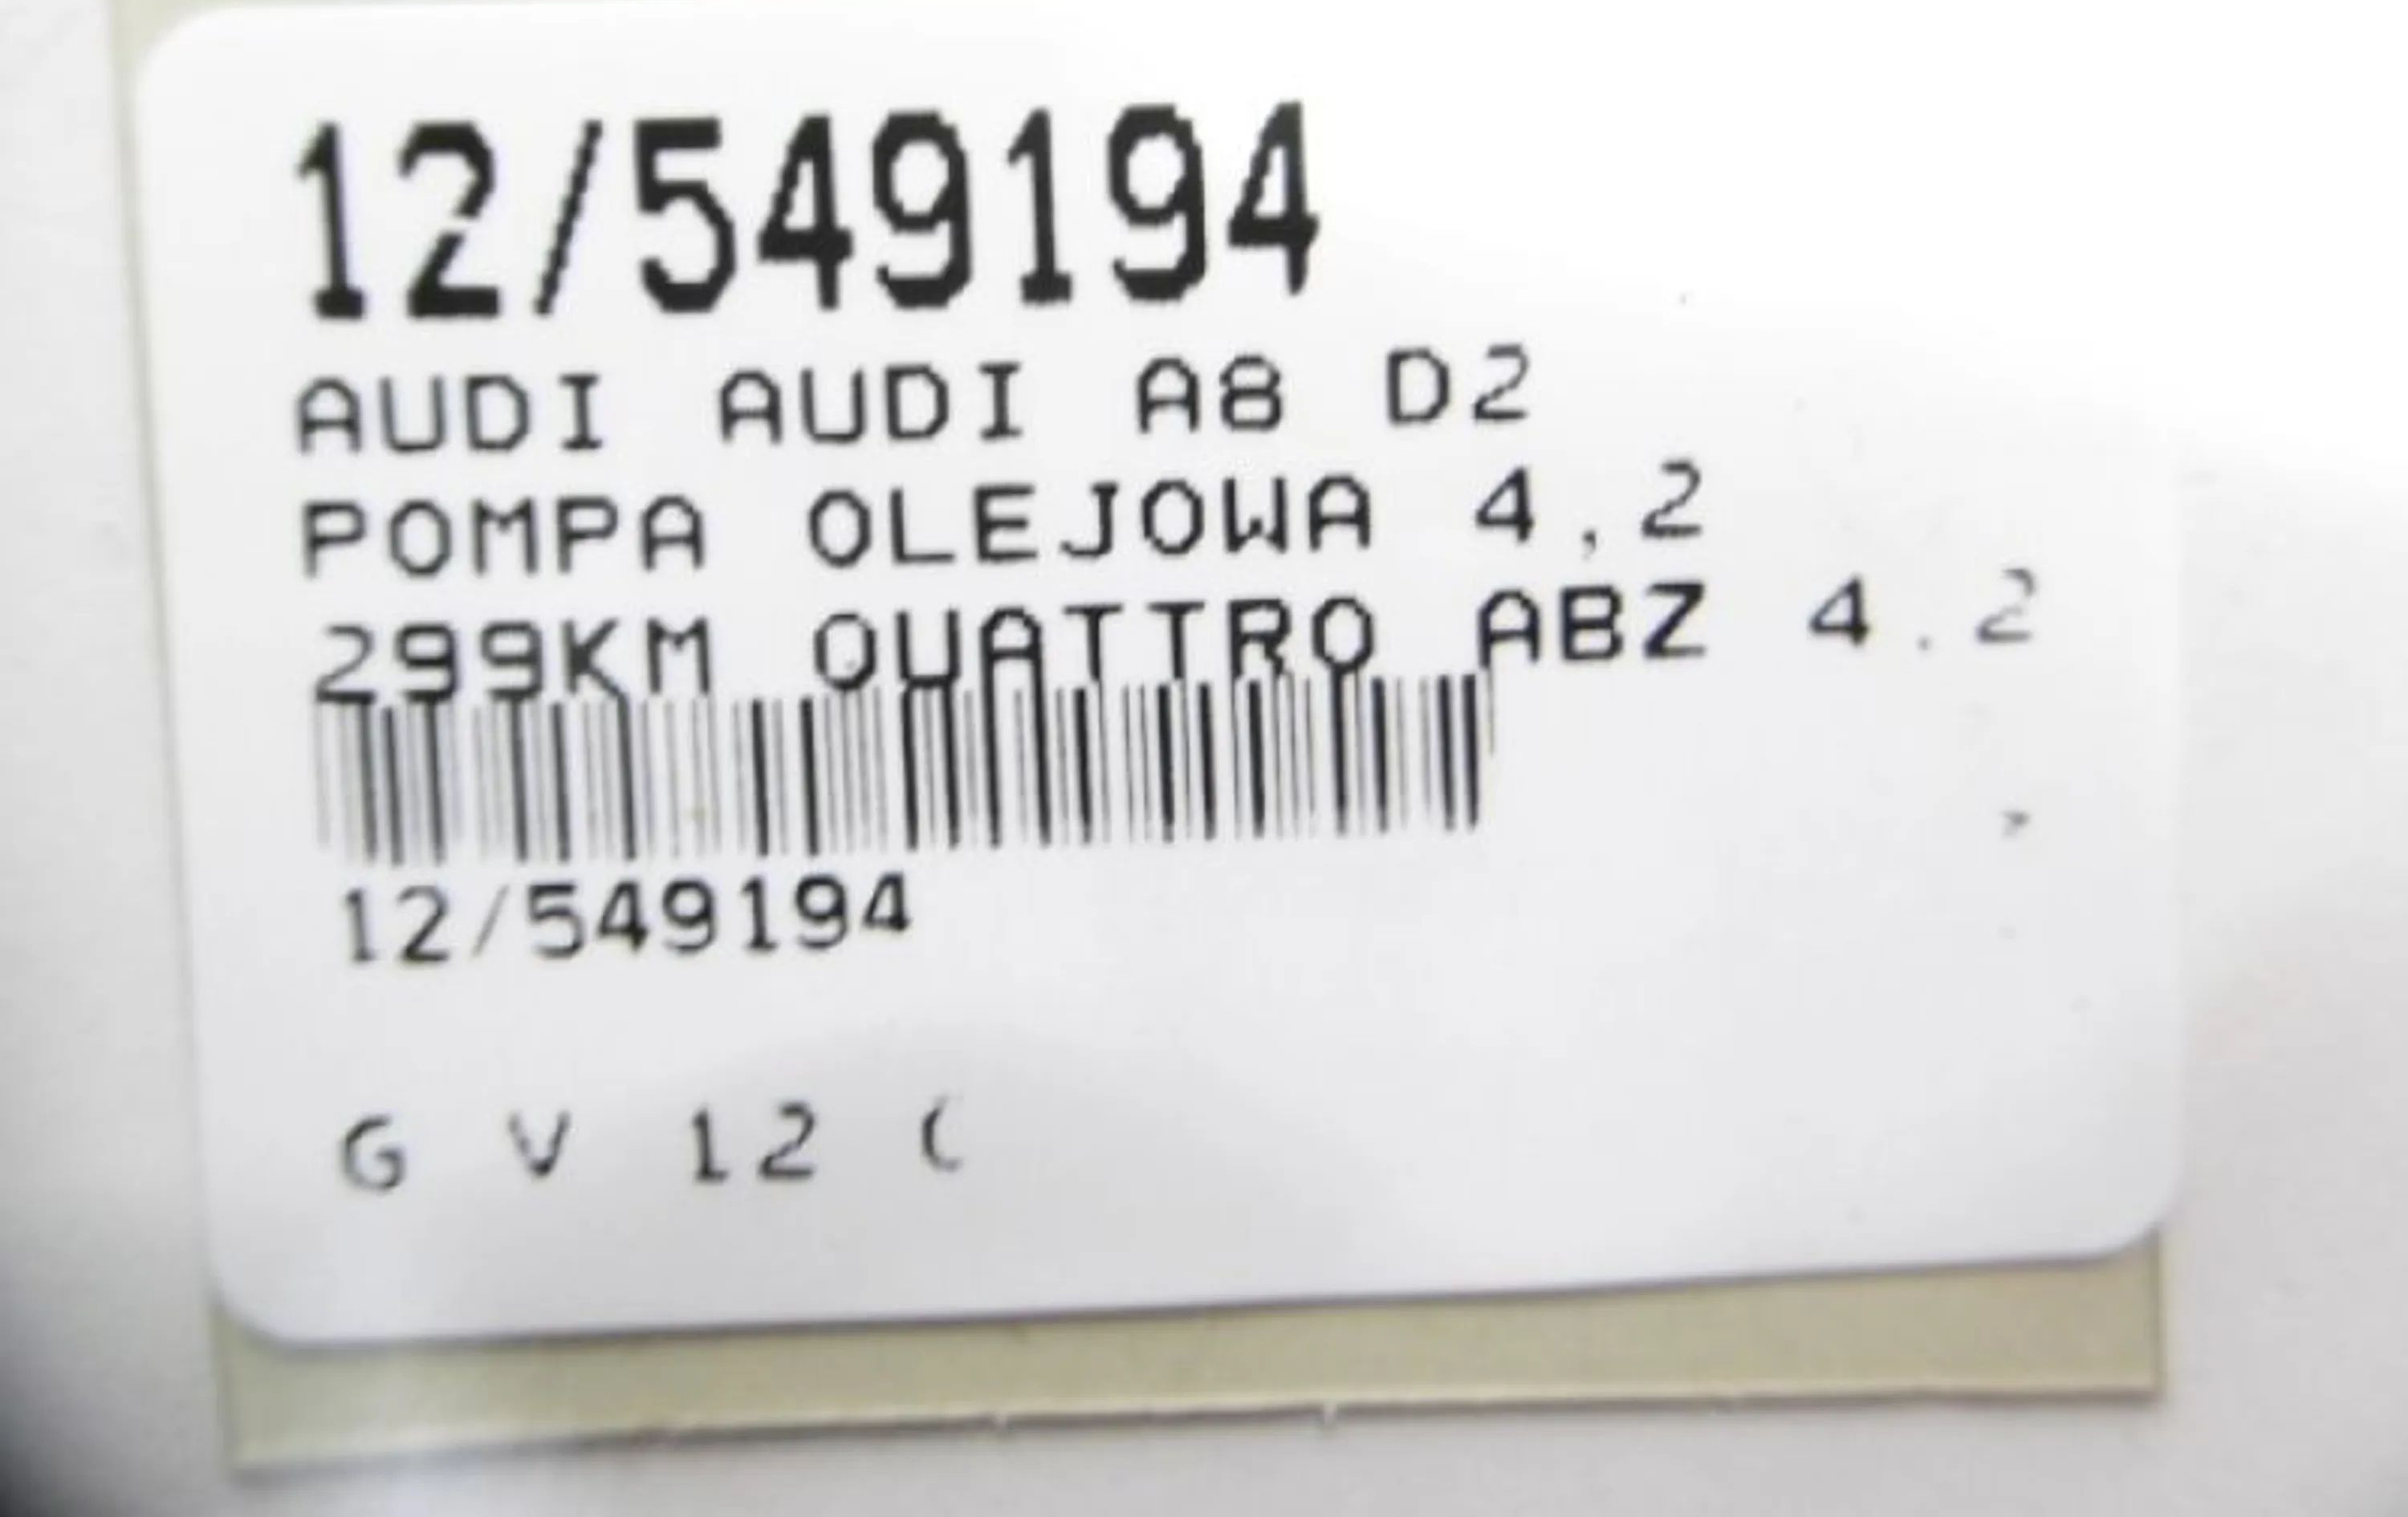 12/549194
AUDI AUDI A8 D2
POMPA OLEJOWA 4,2
299KM QUATTRO ABZ 4.2
12/549194
G V 12 (